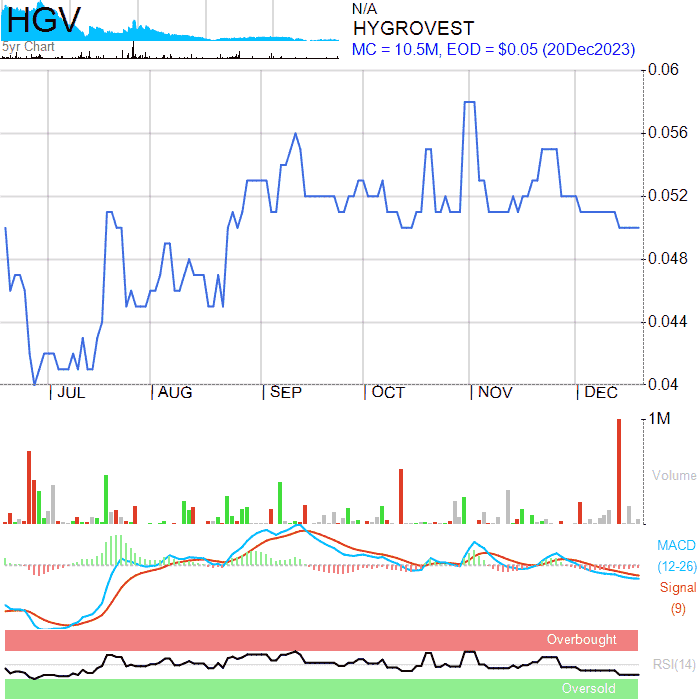 HGV
5yr Chart
N/A
HYGROVEST
MC = 10.5M, EOD = $0.05 (20Dec2023)
0.06
0.056
0.052
0.048
0.044
0.04
JUL AUG SEP OCT NOV DEC
1M
Volume
MACD
(12-26)
Signal
(9)
Overbought
RSI(14)
Oversold